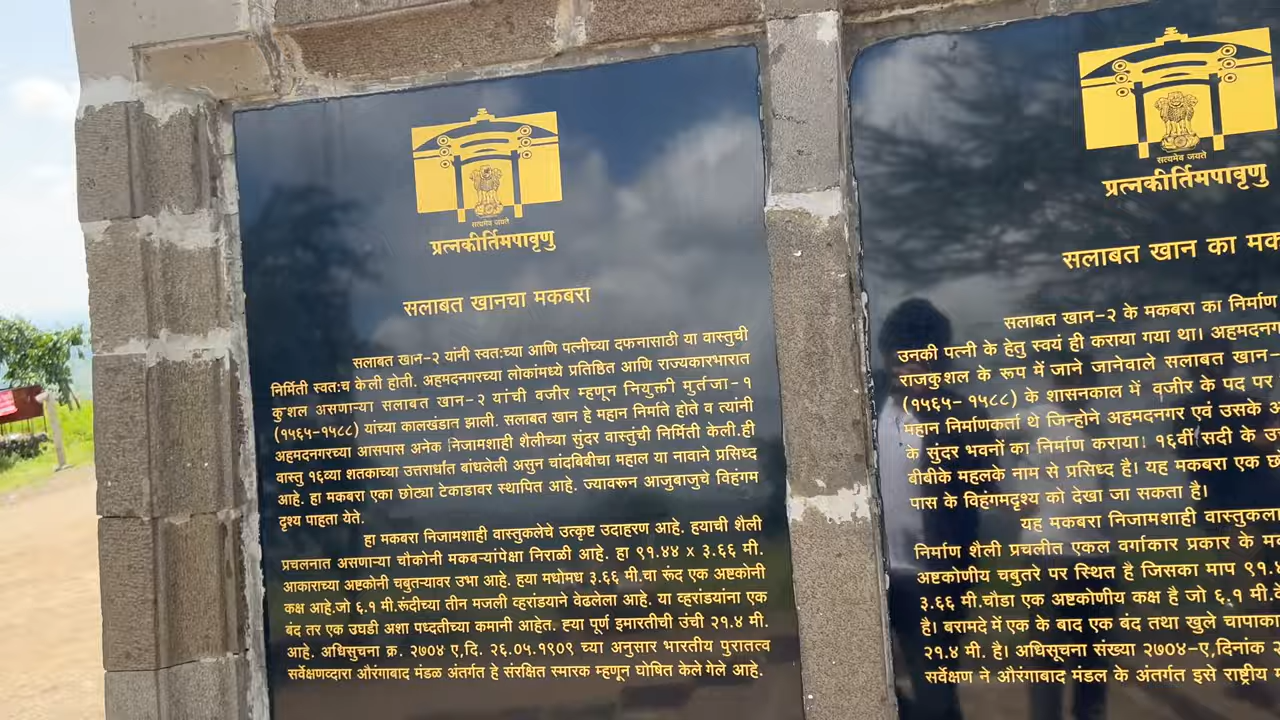 सत्यमेव जयते
प्रत्नकीर्तिमपावृणु
सलाबत खानचा मकबरा
सलाबत खान-२ यांनी स्वत:च्या आणि पत्नीच्या दफनासाठी या वास्तुची
निर्मिती स्वत:च केली होती. अहमदनगरच्या लोकांमध्ये प्रतिष्ठित आणि राज्यकारभारात
कुशल असणाऱ्या सलाबत खान-२ यांची वजीर म्हणून नियुक्ती मुर्तजा-१
(१५६५-१५८८) यांच्या कालखंडात झाली. सलाबत खान हे महान निर्माते होते व त्यांनी
अहमदनगरच्या आसपास अनेक निजामशाही शैलीच्या सुंदर वास्तुंची निर्मिती केली.ही
वास्तु १६व्या शतकाच्या उत्तरार्धात बांधलेली असुन चांदबिबीचा महाल या नावाने प्रसिध्द
आहे. हा मकबरा एका छोट्या टेकाडावर स्थापित आहे. ज्यावरून आजुबाजुचे विहंगम
दृश्य पाहता येते.
हा मकबरा निजामशाही वास्तुकलेचे उत्कृष्ट उदाहरण आहे. हयाची शैली
प्रचलनात असणाऱ्या चौकोनी मकबऱ्यांपेक्षा निराळी आहे. हा ९१.४४ x ३.६६ मी.
आकाराच्या अष्टकोनी चबुतऱ्यावर उभा आहे. हया मधोमध ३.६६ मी.चा रूंद एक अष्टकोनी
कक्ष आहे.जो ६.१ मी.रूंदीच्या तीन मजली व्हरांडयाने वेढलेला आहे. या व्हरांडयांना एक
बंद तर एक उघडी अशा पध्दतीच्या कमानी आहेत. ह्या पूर्ण इमारतीची उंची २१.४ मी.
आहे. अधिसुचना क्र. २७०४ ए,दि. २६.०५.१९०९ च्या अनुसार भारतीय पुरातत्व
सर्वेक्षणव्दारा औरंगाबाद मंडळ अंतर्गत हे संरक्षित स्मारक म्हणून घोषित केले गेले आहे.
सत्यमेव जयते
प्रत्नकीर्तिमपावृणु
सलाबत खान का मक
सलाबत खान-२ के मकबरा का निर्माण
उनकी पत्नी के हेतु स्वयं ही कराया गया था। अहमदनग
राजकुशल के रूप में जाने जानेवाले सलाबत खान-
(१५६५- १५८८) के शासनकाल में वजीर के पद पर
महान निर्माणकर्ता थे जिन्होने अहमदनगर एवं उसके अ
के सुंदर भवनों का निर्माण कराया। १६वीं सदी के उ
बीबीके महलके नाम से प्रसिध्द है। यह मकबरा एक छो
पास के विहंगमदृश्य को देखा जा सकता है।
यह मकबरा निजामशाही वास्तुकला
निर्माण शैली प्रचलीत एकल वर्गाकार प्रकार के मक
अष्टकोणीय चबुतरे पर स्थित है जिसका माप ९१.४
३.६६ मी.चौडा एक अष्टकोणीय कक्ष है जो ६.१ मी.के
है। बरामदे में एक के बाद एक बंद तथा खुले चापाका
२१.४ मी. है। अधिसूचना संख्या २७०४-ए,दिनांक २
सर्वेक्षण ने औरंगाबाद मंडल के अंतर्गत इसे राष्ट्रीय म